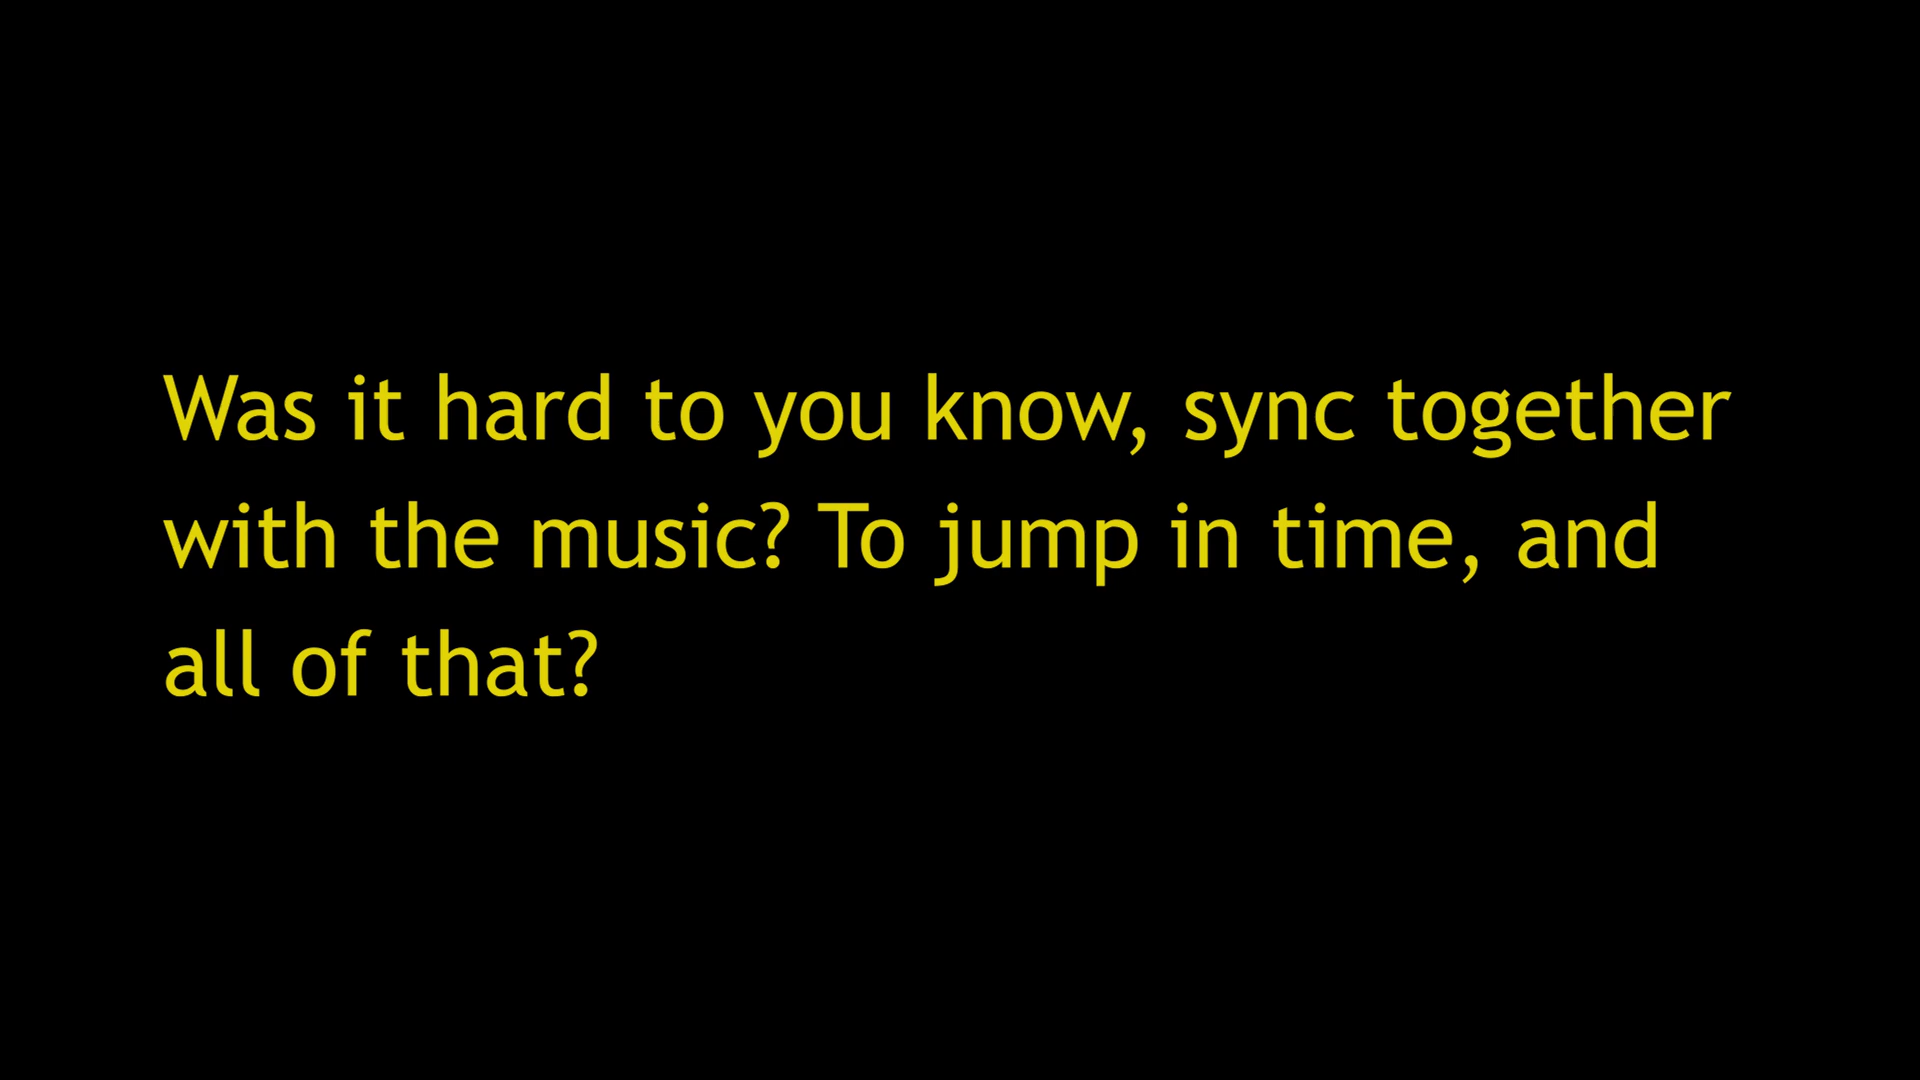 Was it hard to you know, sync together
with the music? To jump in time, and
all of that?